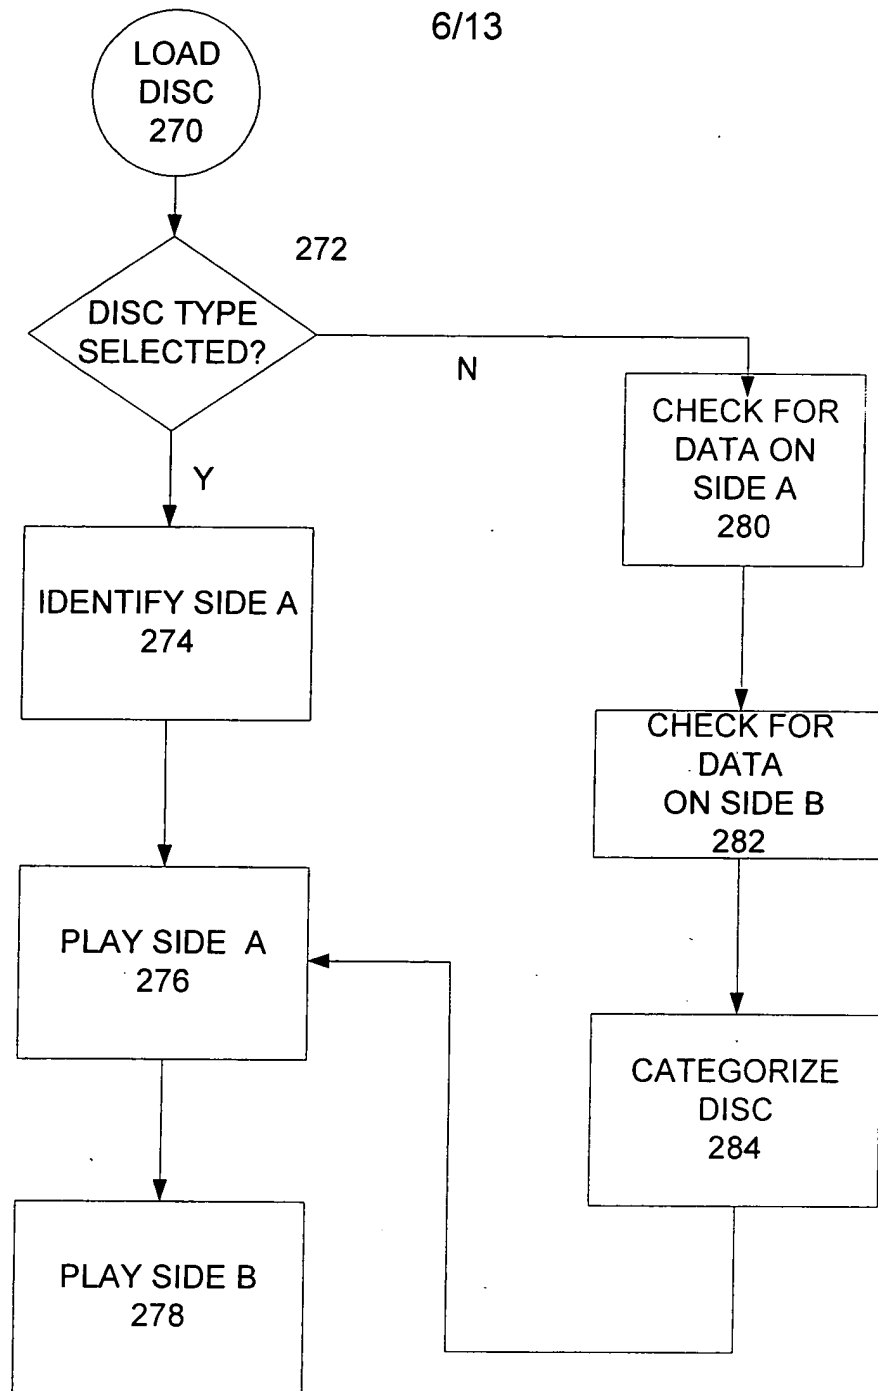 6/13
LOAD
DISC
270
272
DISC TYPE
SELECTED?
N
Y
CHECK FOR
DATA ON
SIDE A
280
IDENTIFY SIDE A
274
CHECK FOR
DATA
ON SIDE B
282
PLAY SIDE A
276
CATEGORIZE
DISC
284
PLAY SIDE B
278